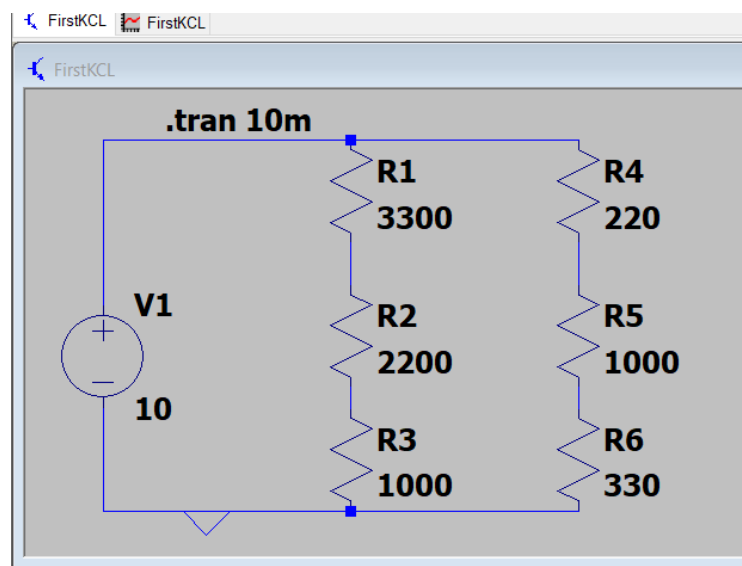 FirstKCL FirstKCL
FirstKCL
.tran 10m
R1
3300
R4
220
V1
10
R2
2200
R5
1000
R3
1000
R6
330